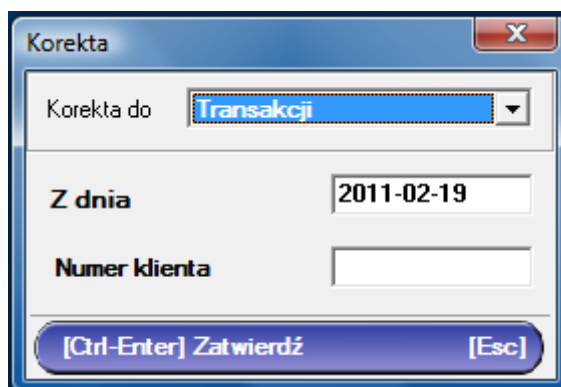 Korekta
Korekta do Transakcji
Z dnia 2011-02-19
Numer klienta
[Ctrl-Enter] Zatwierdź [Esc]